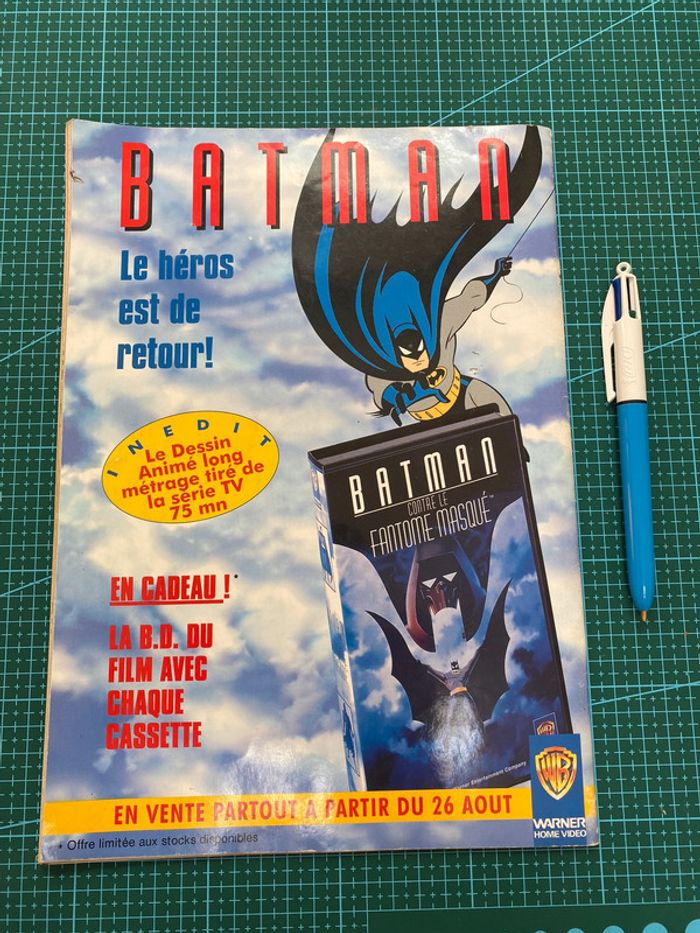 BATMAN
Le héros
est de
retour!
INEDIT
Le Dessin
Animé long
métrage tiré de
la série TV
75 mn
EN CADEAU !*
LA B.D. DU
FILM AVEC
CHAQUE
CASSETTE
BATMAN
CONTRE LE
FANTOME MASQUÉ™
EN VENTE PARTOUT A PARTIR DU 26 AOUT
WB
WARNER
HOME VIDEO
* Offre limitée aux stocks disponibles